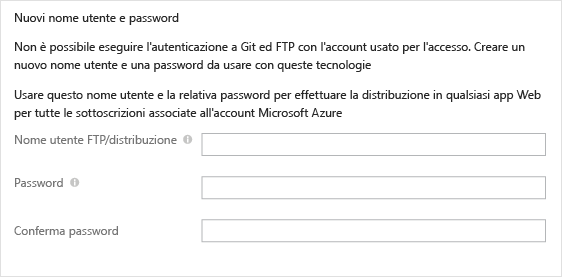 Nuovi nome utente e password
Non è possibile eseguire l'autenticazione a Git ed FTP con l'account usato per l'accesso. Creare un
nuovo nome utente e una password da usare con queste tecnologie
Usare questo nome utente e la relativa password per effettuare la distribuzione in qualsiasi app Web
per tutte le sottoscrizioni associate all'account Microsoft Azure
Nome utente FTP/distribuzione
Password
Conferma password